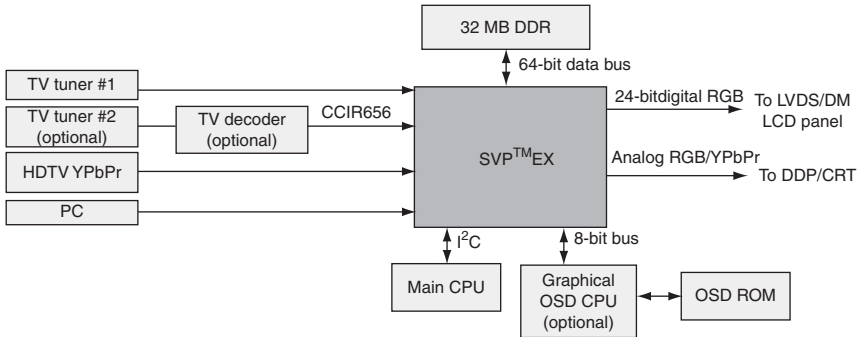 32 MB DDR
64-bit data bus
TV tuner #1
TV tuner #2
(optional)
TV decoder
(optional)
CCIR656
HDTV YPbPr
PC
SVP™EX
24-bitdigital RGB
To LVDS/DM
LCD panel
Analog RGB/YPbPr
To DDP/CRT
I²C
8-bit bus
Main CPU
Graphical
OSD CPU
(optional)
OSD ROM